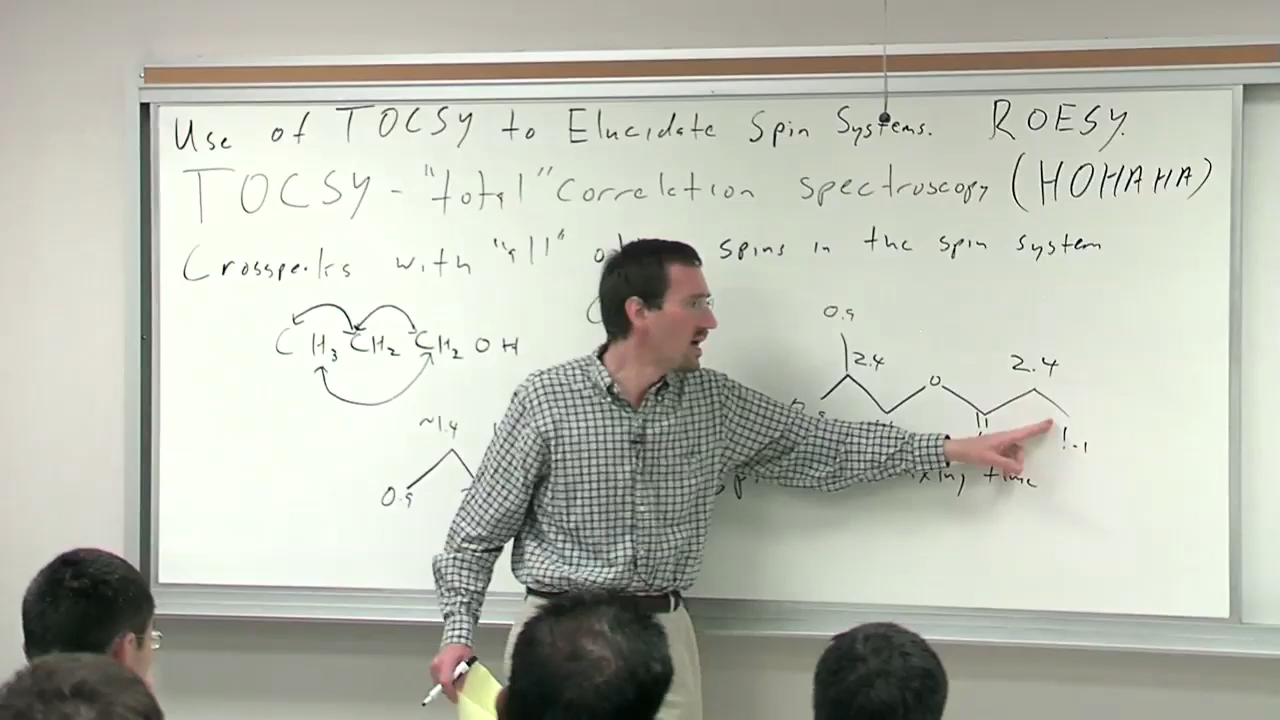 Use of TOCSY to Elucidate Spin Systems. ROESY.
TOCSY - "total" correlation spectroscopy (HOHAHA)
Crosspeaks with "all" spins in the spin system
CH3 CH2 CH2 OH
0.9
2.4 O 2.4
~1.4 1.1
0.9 time